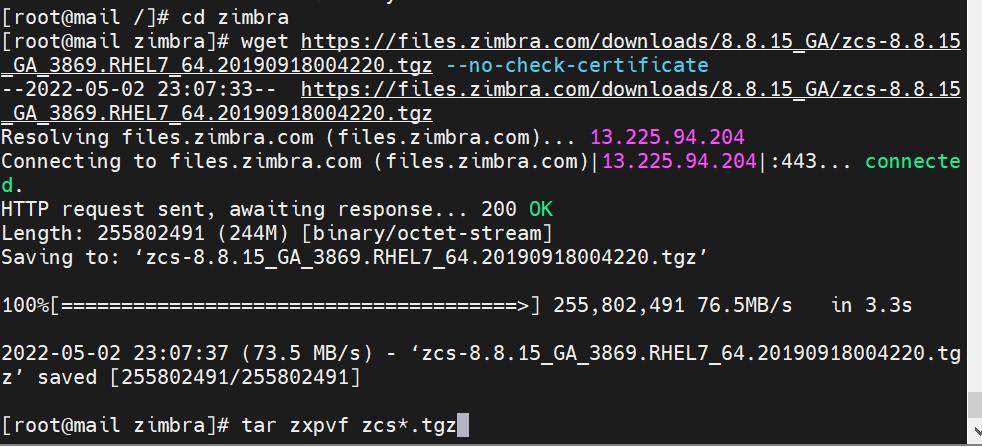 [root@mail /]# cd zimbra
[root@mail zimbra]# wget https://files.zimbra.com/downloads/8.8.15_GA/zcs-8.8.15
_GA_3869.RHEL7_64.20190918004220.tgz --no-check-certificate
--2022-05-02 23:07:33--  https://files.zimbra.com/downloads/8.8.15_GA/zcs-8.8.15
_GA_3869.RHEL7_64.20190918004220.tgz
Resolving files.zimbra.com (files.zimbra.com)... 13.225.94.204
Connecting to files.zimbra.com (files.zimbra.com)|13.225.94.204|:443... connecte
d.
HTTP request sent, awaiting response... 200 OK
Length: 255802491 (244M) [binary/octet-stream]
Saving to: ‘zcs-8.8.15_GA_3869.RHEL7_64.20190918004220.tgz’
100%[======================================>] 255,802,491 76.5MB/s   in 3.3s
2022-05-02 23:07:37 (73.5 MB/s) - ‘zcs-8.8.15_GA_3869.RHEL7_64.20190918004220.tg
z’ saved [255802491/255802491]
[root@mail zimbra]# tar zxpvf zcs*.tgz